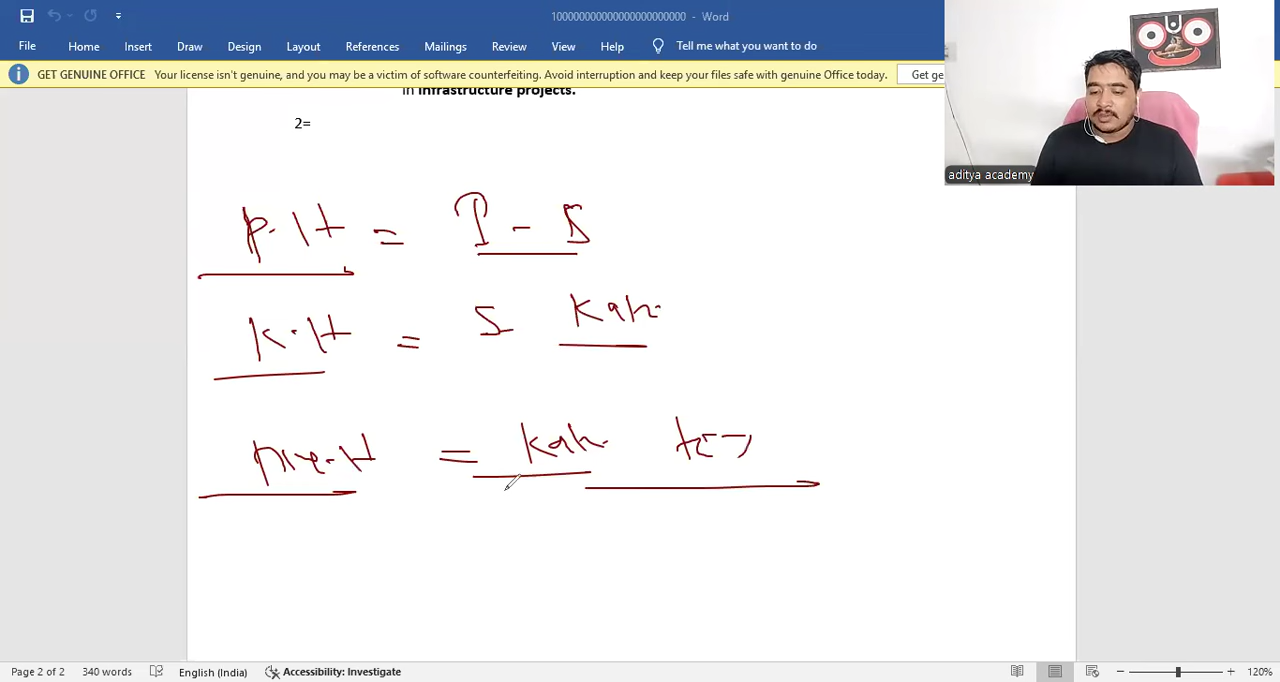 100000000000000000000000 - Word
File Home Insert Draw Design Layout References Mailings Review View Help Tell me what you want to do
GET GENUINE OFFICE Your license isn't genuine, and you may be a victim of software counterfeiting. Avoid interruption and keep your files safe with genuine Office today. Get ge
in infrastructure projects.
2=
aditya academy
P.H =
K.H = Kah.
= Kah.
Page 2 of 2 340 words English (India) Accessibility: Investigate 120%